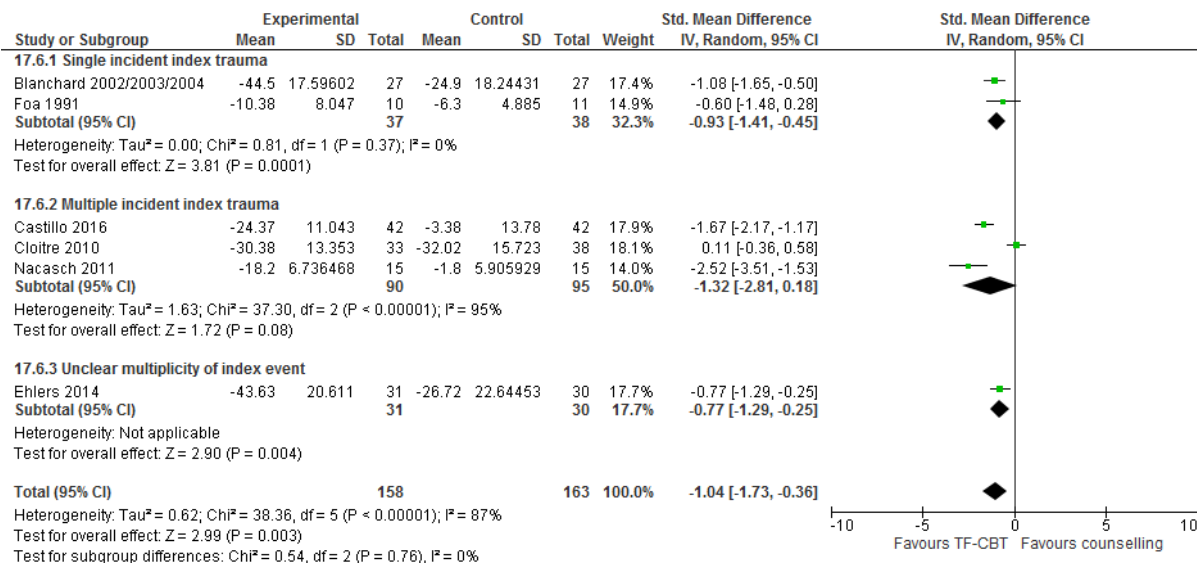 Experimental Control Std. Mean Difference Std. Mean Difference
Study or Subgroup Mean SD Total Mean SD Total Weight IV, Random, 95% CI IV, Random, 95% CI
17.6.1 Single incident index trauma
Blanchard 2002/2003/2004 -44.5 17.59602 27 -24.9 18.24431 27 17.4% -1.08 [-1.65, -0.50]
Foa 1991 -10.38 8.047 10 -6.3 4.885 11 14.9% -0.60 [-1.48, 0.28]
Subtotal (95% CI) 37 38 32.3% -0.93 [-1.41, -0.45]
Heterogeneity: Tau² = 0.00; Chi² = 0.81, df = 1 (P = 0.37); I² = 0%
Test for overall effect: Z = 3.81 (P = 0.0001)
17.6.2 Multiple incident index trauma
Castillo 2016 -24.37 11.043 42 -3.38 13.78 42 17.9% -1.67 [-2.17, -1.17]
Cloitre 2010 -30.38 13.353 33 -32.02 15.723 38 18.1% 0.11 [-0.36, 0.58]
Nacasch 2011 -18.2 6.736468 15 -1.8 5.905929 15 14.0% -2.52 [-3.51, -1.53]
Subtotal (95% CI) 90 95 50.0% -1.32 [-2.81, 0.18]
Heterogeneity: Tau² = 1.63; Chi² = 37.30, df = 2 (P < 0.00001); I² = 95%
Test for overall effect: Z = 1.72 (P = 0.08)
17.6.3 Unclear multiplicity of index event
Ehlers 2014 -43.63 20.611 31 -26.72 22.64453 30 17.7% -0.77 [-1.29, -0.25]
Subtotal (95% CI) 31 30 17.7% -0.77 [-1.29, -0.25]
Heterogeneity: Not applicable
Test for overall effect: Z = 2.90 (P = 0.004)
Total (95% CI) 158 163 100.0% -1.04 [-1.73, -0.36]
Heterogeneity: Tau² = 0.62; Chi² = 38.36, df = 5 (P < 0.00001); I² = 87%
Test for overall effect: Z = 2.99 (P = 0.003)
Test for subgroup differences: Chi² = 0.54, df = 2 (P = 0.76), I² = 0%
-10 -5 0 5 10
Favours TF-CBT Favours counselling